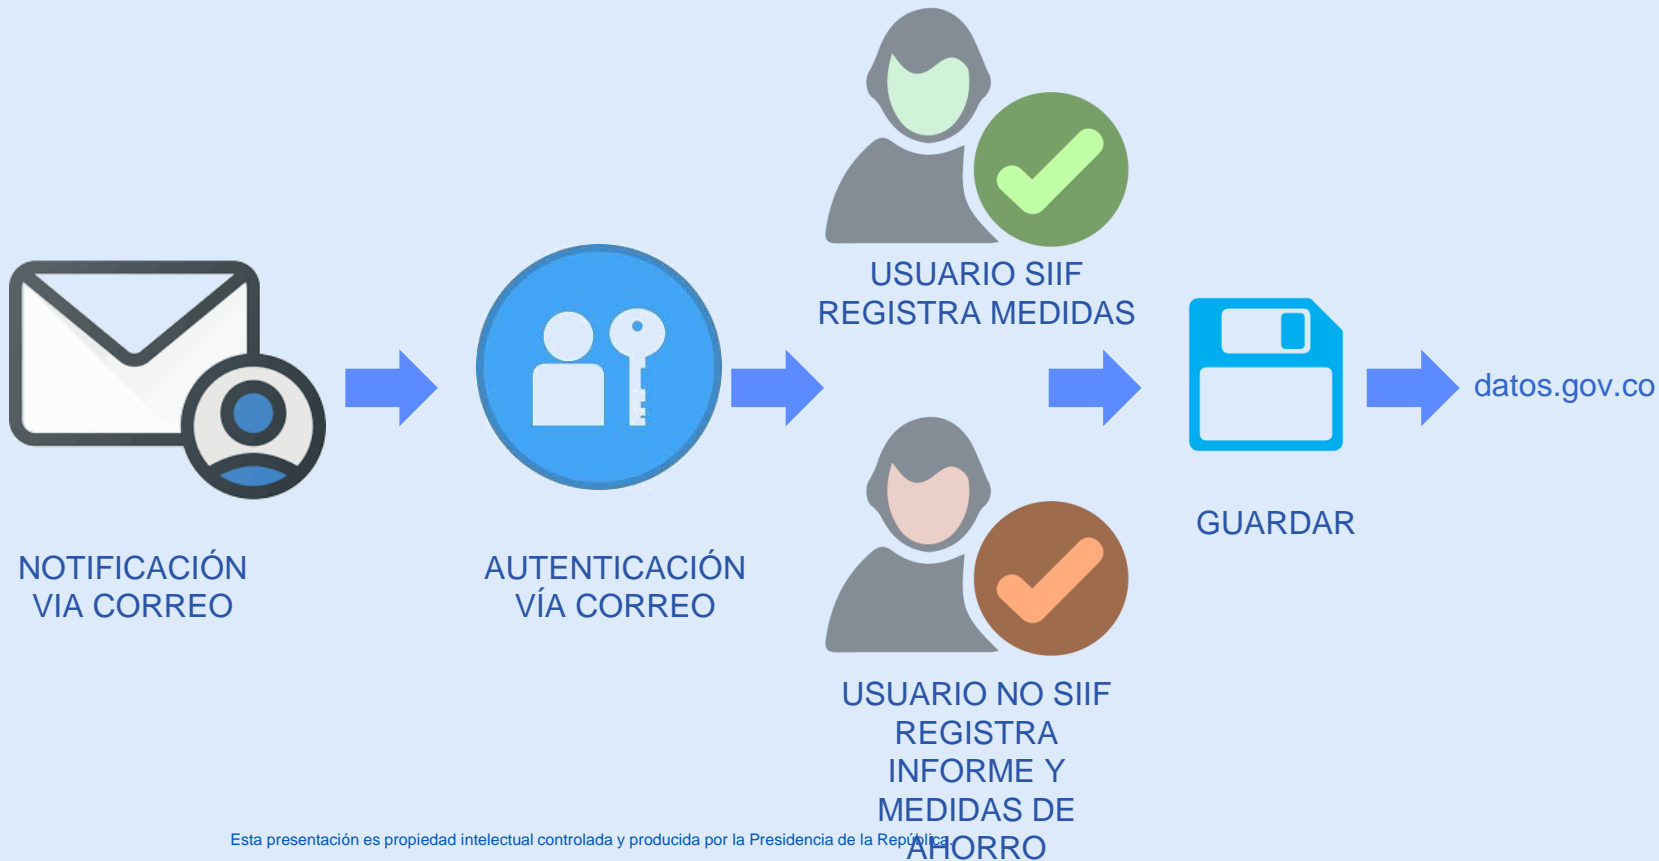 NOTIFICACIÓN
VIA CORREO
AUTENTICACIÓN
VÍA CORREO
USUARIO SIIF
REGISTRA MEDIDAS
USUARIO NO SIIF
REGISTRA
INFORME Y
MEDIDAS DE
AHORRO
GUARDAR
datos.gov.co
Esta presentación es propiedad intelectual controlada y producida por la Presidencia de la República.